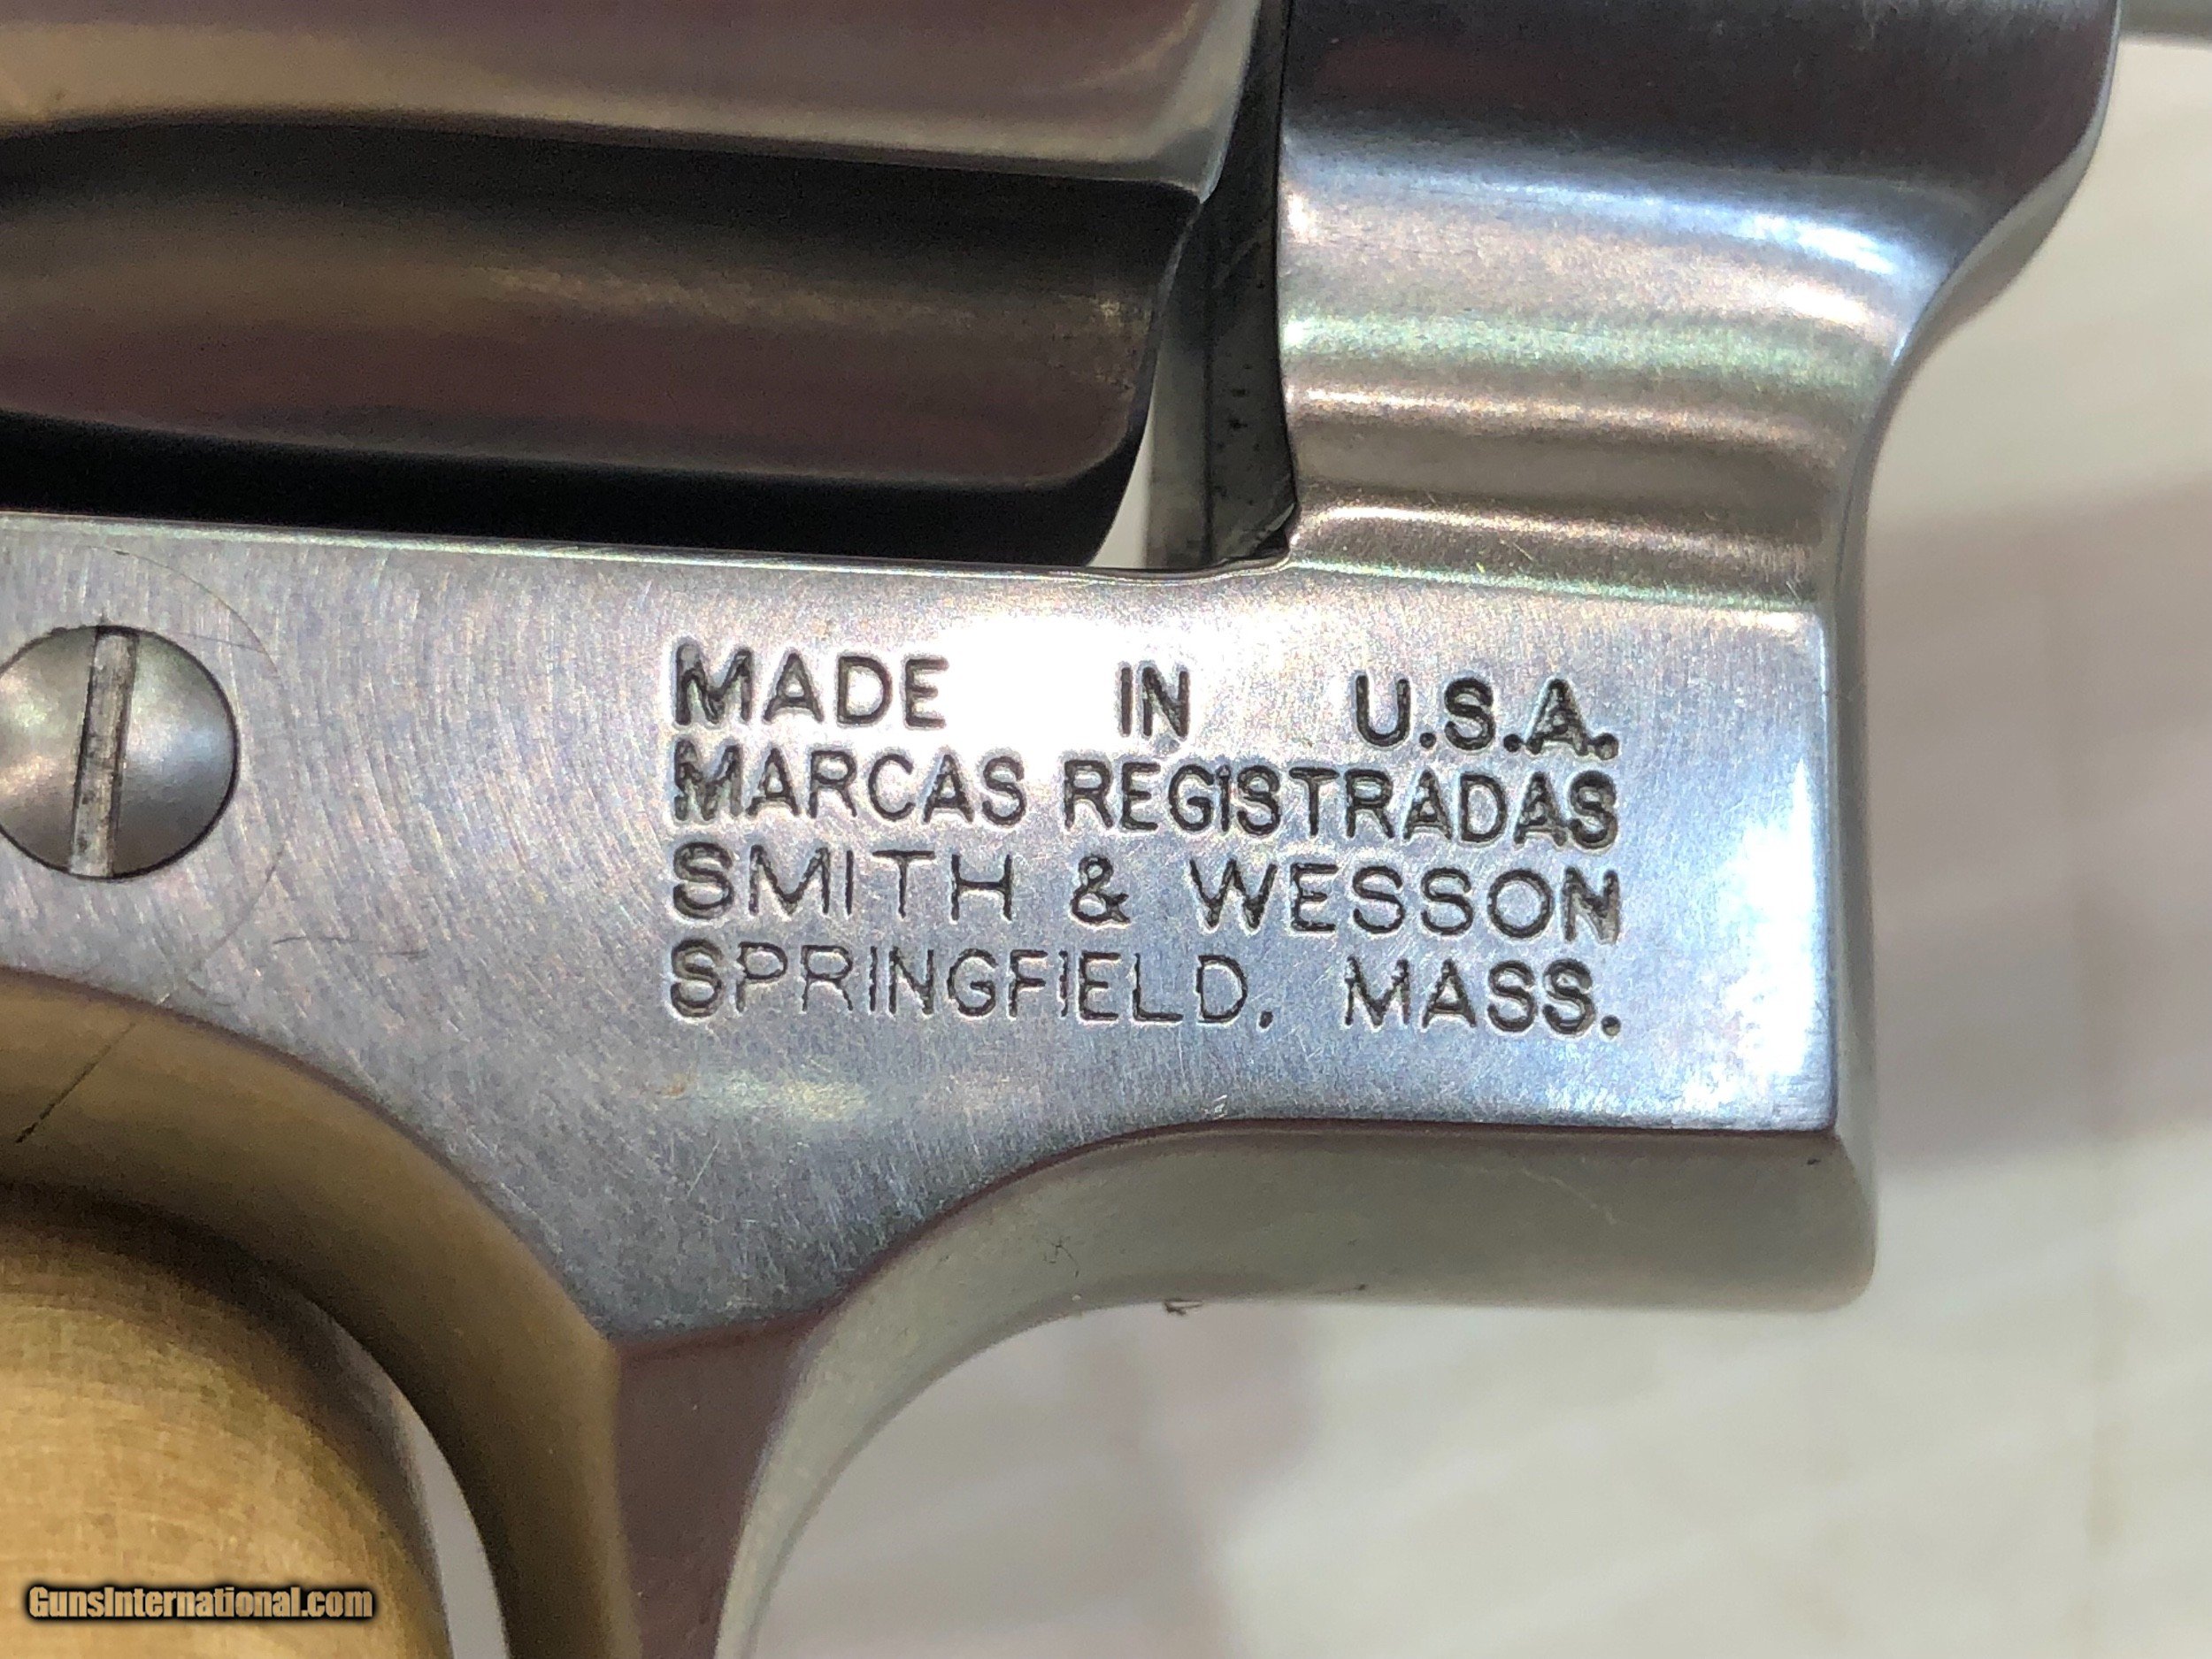 MADE IN U.S.A.
MARCAS REGISTRADAS
SMITH & WESSON
SPRINGFIELD, MASS.
GunsInternational.com